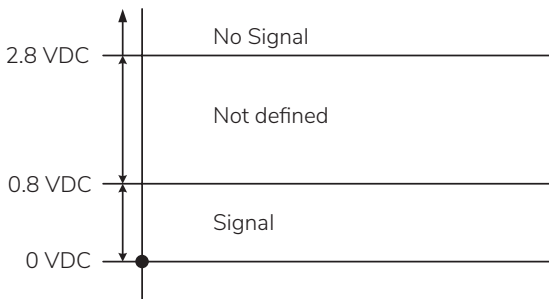 No Signal
2.8 VDC
Not defined
0.8 VDC
Signal
0 VDC